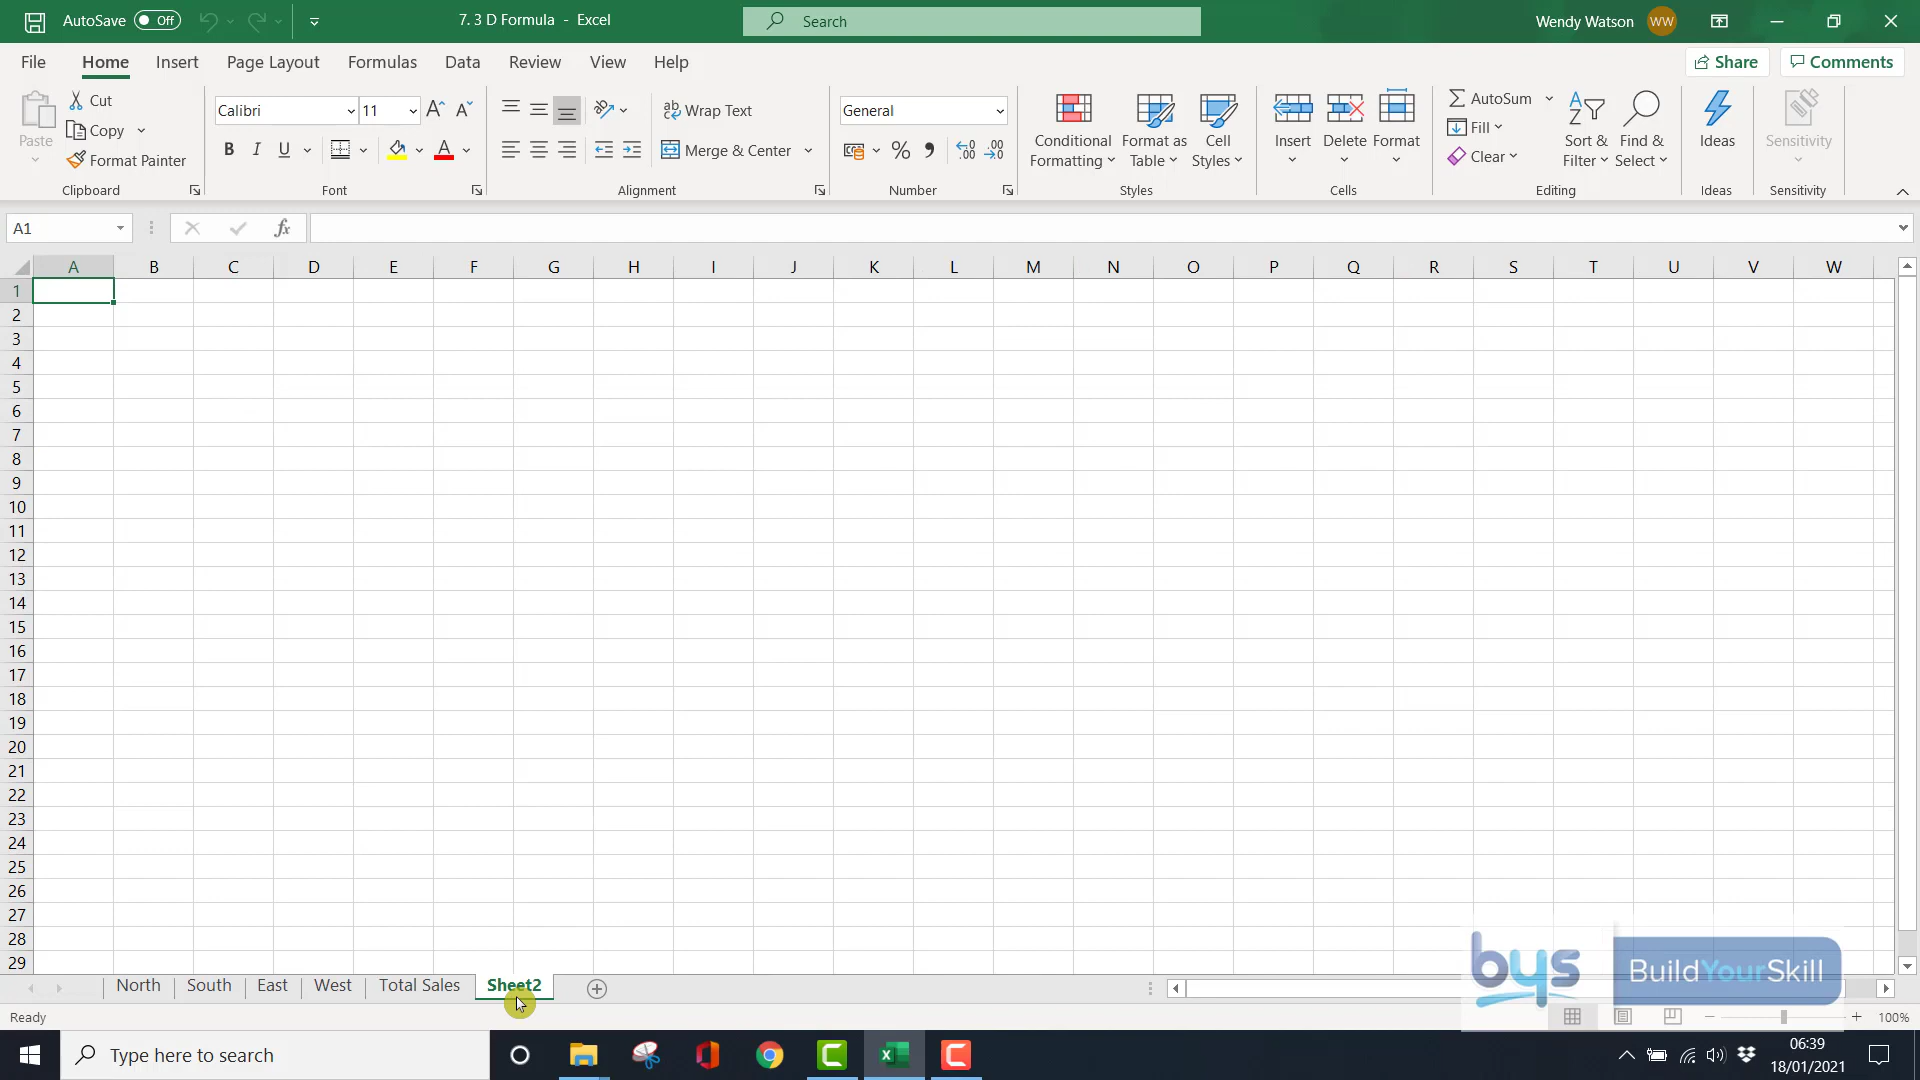 AutoSave Off 7. 3 D Formula - Excel Search Wendy Watson WW
File Home Insert Page Layout Formulas Data Review View Help Share Comments
Paste Cut Copy Format Painter
Calibri 11
B I U A
Wrap Text
Merge & Center
General
%
Conditional Formatting
Format as Table
Cell Styles
Insert Delete Format
AutoSum
Fill
Clear
Sort & Filter
Find & Select
Ideas
Sensitivity
Clipboard Font Alignment Number Styles Cells Editing Ideas Sensitivity
A1 fx
A B C D E F G H I J K L M N O P Q R S T U V W
1
2
3
4
5
6
7
8
9
10
11
12
13
14
15
16
17
18
19
20
21
22
23
24
25
26
27
28
29
bys BuildYourSkill
North South East West Total Sales Sheet2
Ready 100%
Type here to search
06:39
18/01/2021